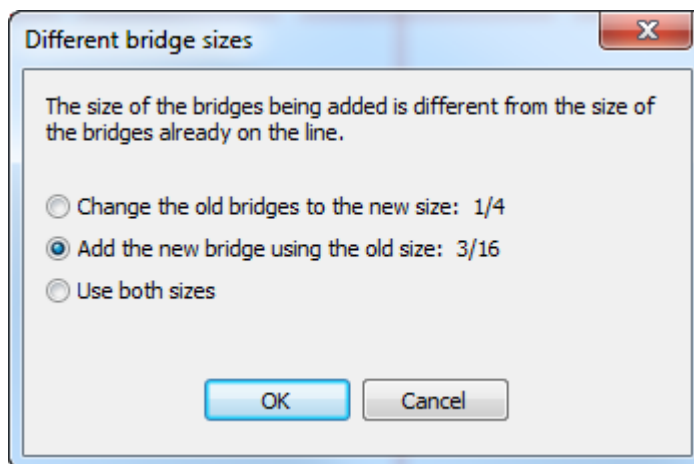 Different bridge sizes
The size of the bridges being added is different from the size of
the bridges already on the line.
Change the old bridges to the new size: 1/4
Add the new bridge using the old size: 3/16
Use both sizes
OK
Cancel